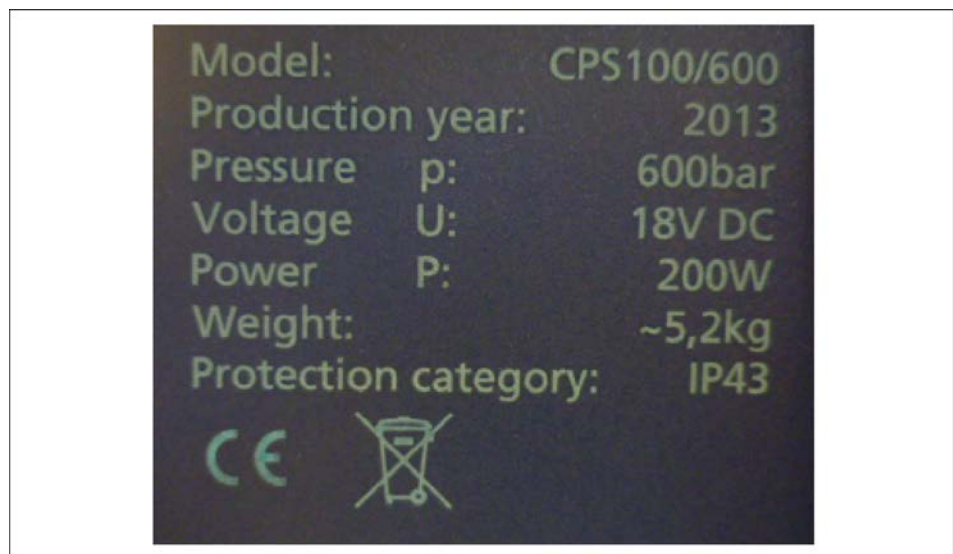 Model: CPS100/600
Production year: 2013
Pressure p: 600bar
Voltage U: 18V DC
Power P: 200W
Weight: ~5,2kg
Protection category: IP43
CE